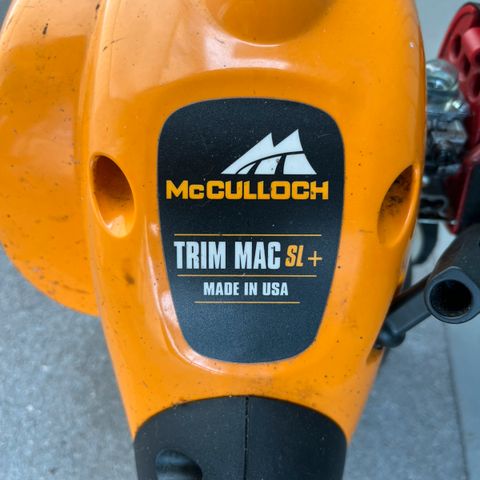 McCULLOCH
TRIM MAC SL+
MADE IN USA